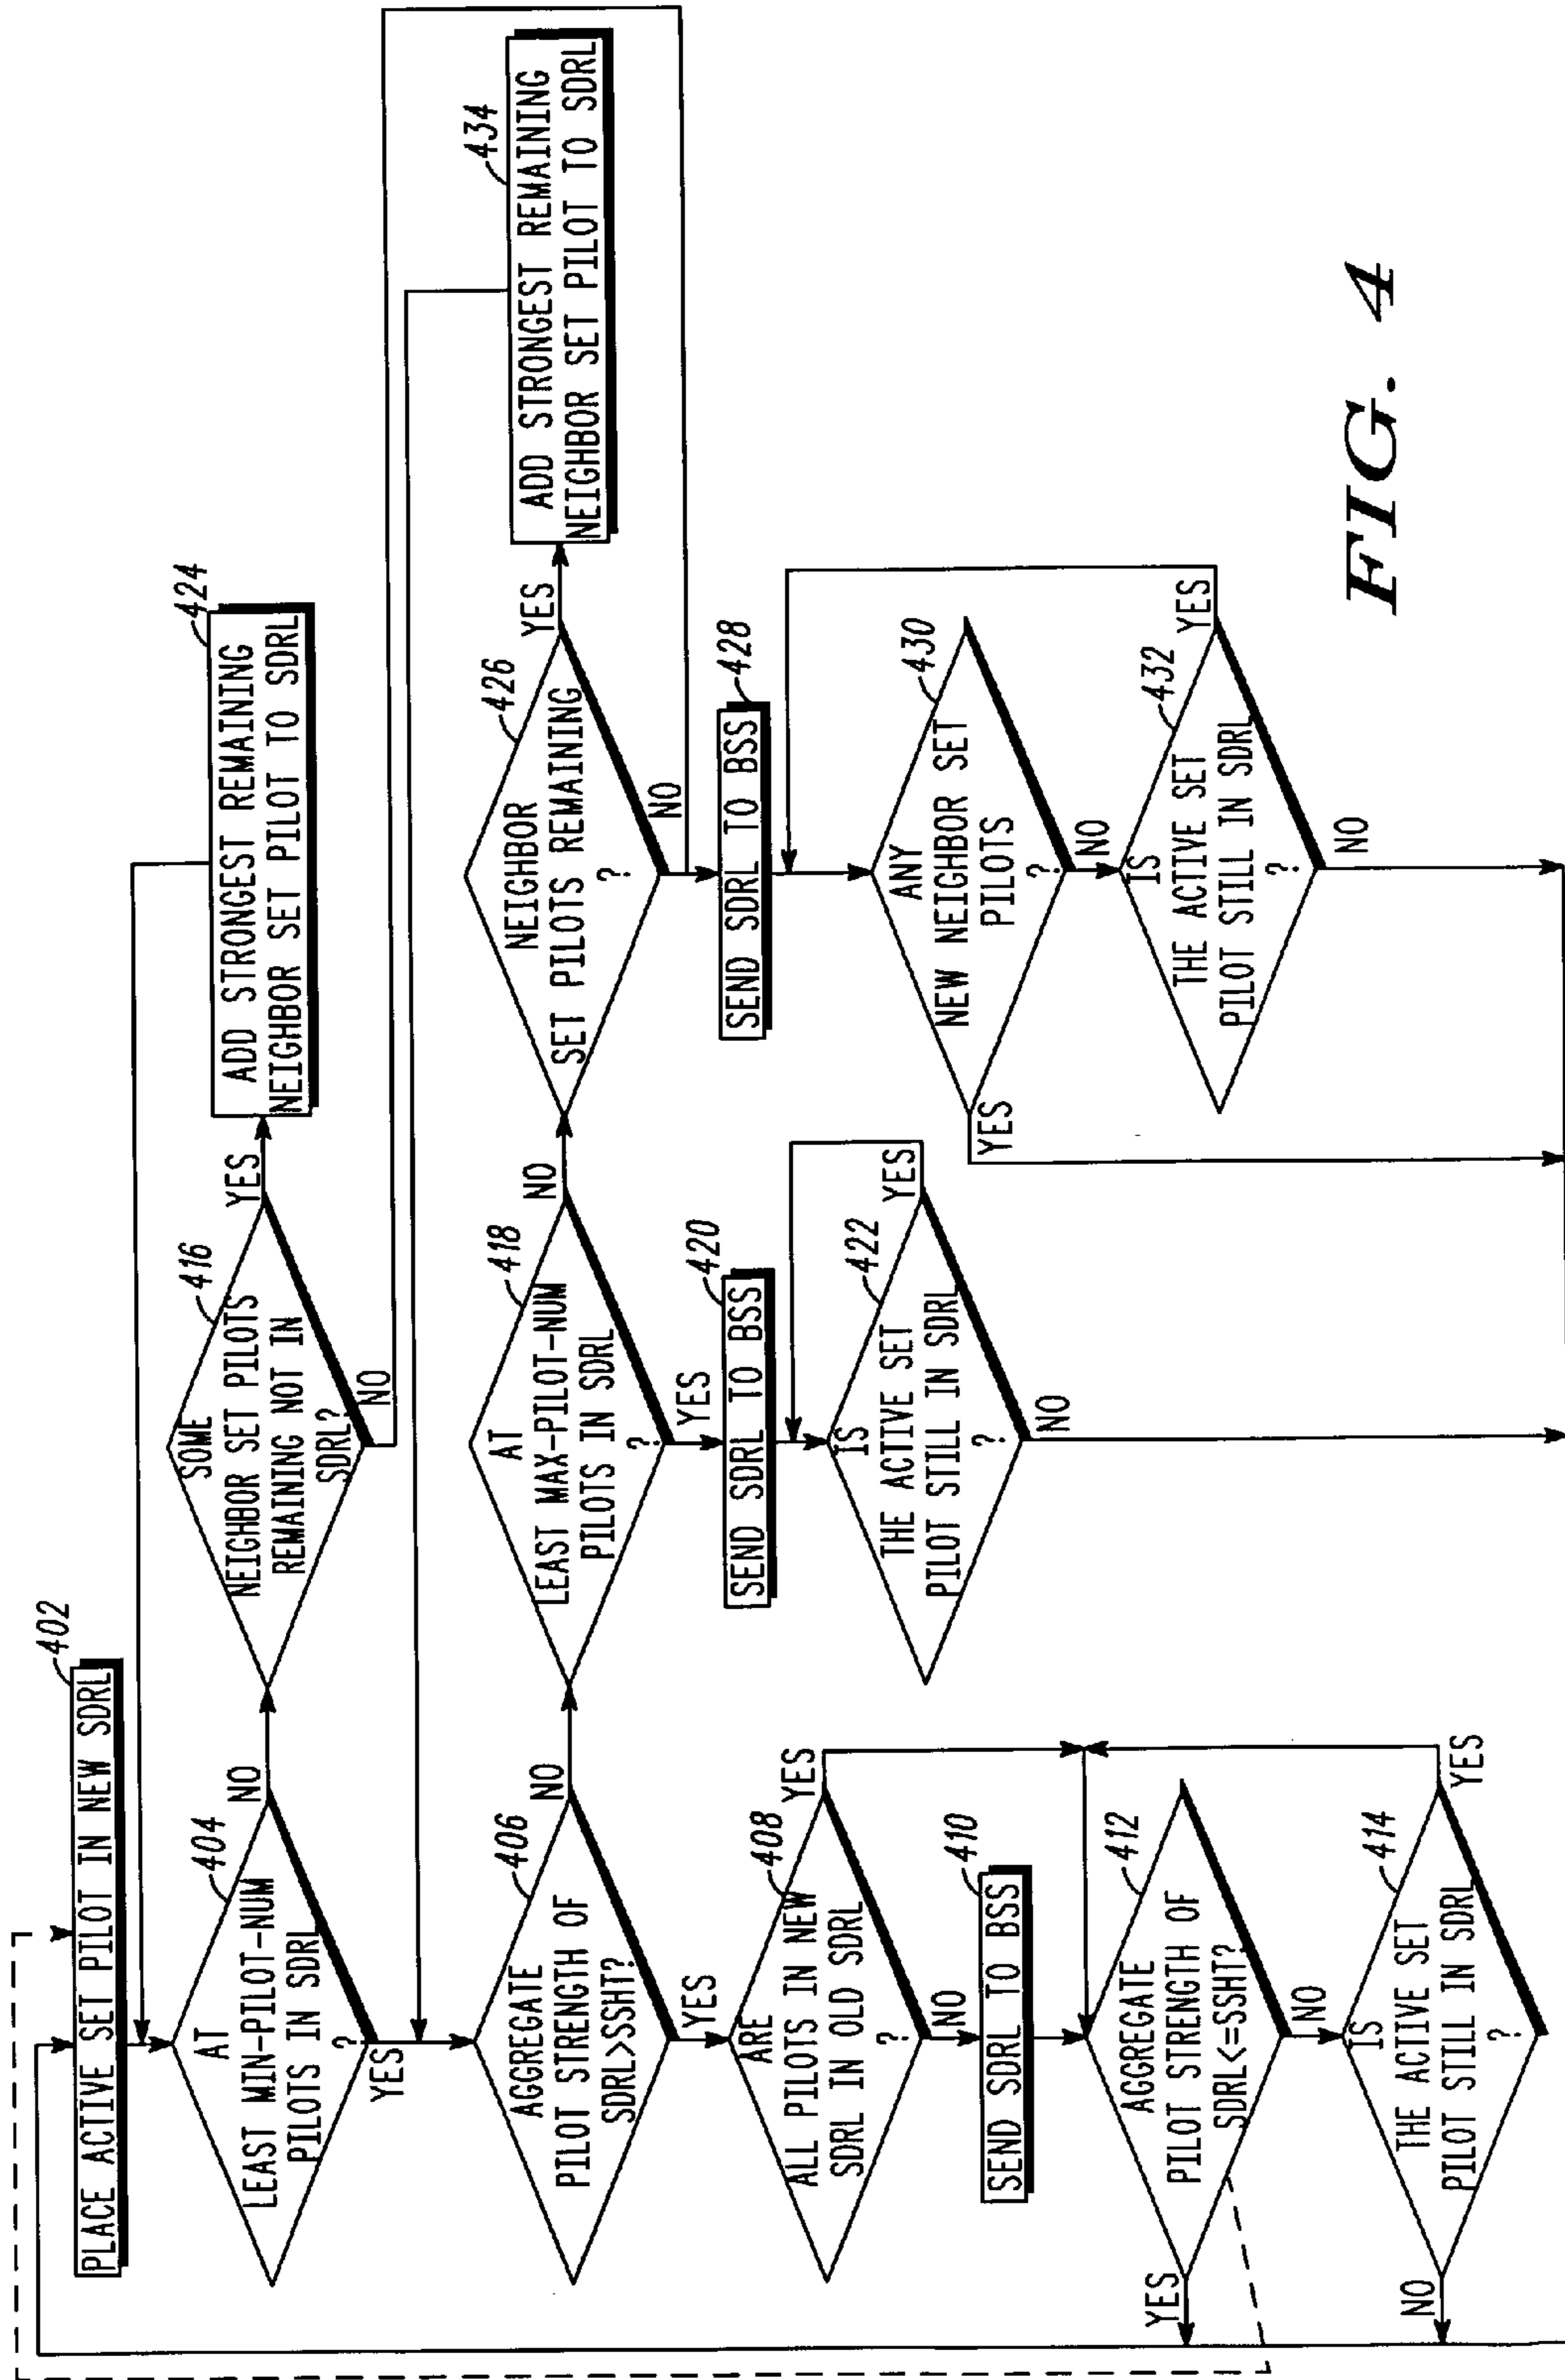 402
PLACE ACTIVE SET PILOT IN NEW SDRL
404
AT
LEAST MIN-PILOT-NUM
PILOTS IN SDRL
?
NO
YES
416
SOME
NEIGHBOR SET PILOTS
REMAINING NOT IN
SDRL?
YES
NO
424
ADD STRONGEST REMAINING
NEIGHBOR SET PILOT TO SDRL
406
AGGREGATE
PILOT STRENGTH OF
SDRL>SSHT?
NO
YES
418
AT
LEAST MAX-PILOT-NUM
PILOTS IN SDRL
?
NO
YES
426
NEIGHBOR
SET PILOTS REMAINING
?
YES
NO
434
ADD STRONGEST REMAINING
NEIGHBOR SET PILOT TO SDRL
408
ARE
ALL PILOTS IN NEW
SDRL IN OLD SDRL
?
YES
NO
410
SEND SDRL TO BSS
412
AGGREGATE
PILOT STRENGTH OF
SDRL<=SSHT?
YES
NO
414
IS
THE ACTIVE SET
PILOT STILL IN SDRL
?
NO
YES
420
SEND SDRL TO BSS
422
IS
THE ACTIVE SET
PILOT STILL IN SDRL
?
YES
NO
428
SEND SDRL TO BSS
430
ANY
NEW NEIGHBOR SET
PILOTS
?
YES
NO
432
IS
THE ACTIVE SET
PILOT STILL IN SDRL
?
YES
NO
FIG. 4